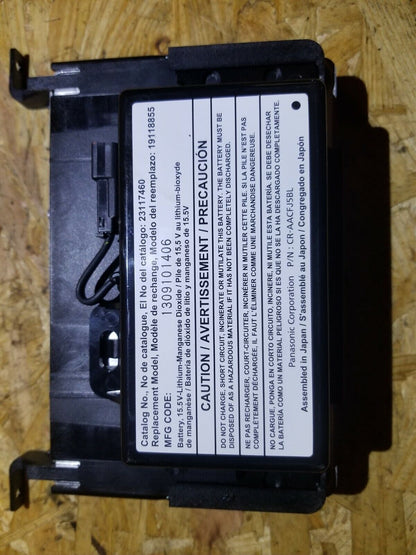 Catalog No., No de catalogue, El No del catálogo: 23117460
Replacement Model, Modèle de rechange, Modelo del reemplazo: 19118855
MFG CODE: 1309101406
Battery, 15.5V-Lithium-Manganese Dioxide / Pile de 15,5 V au lithium-bioxyde
de manganèse / Batería de dióxido de litio y manganeso de 15.5V
CAUTION / AVERTISSEMENT / PRECAUCIÓN
DO NOT CHARGE, SHORT CIRCUIT, INCINERATE OR MUTILATE THIS BATTERY. THE BATTERY MUST BE
DISPOSED OF AS A HAZARDOUS MATERIAL IF IT HAS NOT BEEN COMPLETELY DISCHARGED.
NE PAS RECHARGER, COURT-CIRCUITER, INCINÉRER NI MUTILER CETTE PILE. SI LA PILE N'EST PAS
COMPLÈTEMENT DÉCHARGÉE, IL FAUT L'ÉLIMINER COMME UNE MARCHANDISE DANGEREUSE.
NO CARGUE, PONGA EN CORTO CIRCUITO, INCINERE, NI MUTILE ESTA BATERÍA. SE DEBE DESECHAR
LA BATERÍA COMO UN MATERIAL PELIGROSO SI ES QUE NO SE LA HA DESCARGADO COMPLETAMENTE.
Panasonic Corporation P/N : CR-AACFJ5BL
Assembled in Japan / S'assemblé au Japon / Congregado en Japón